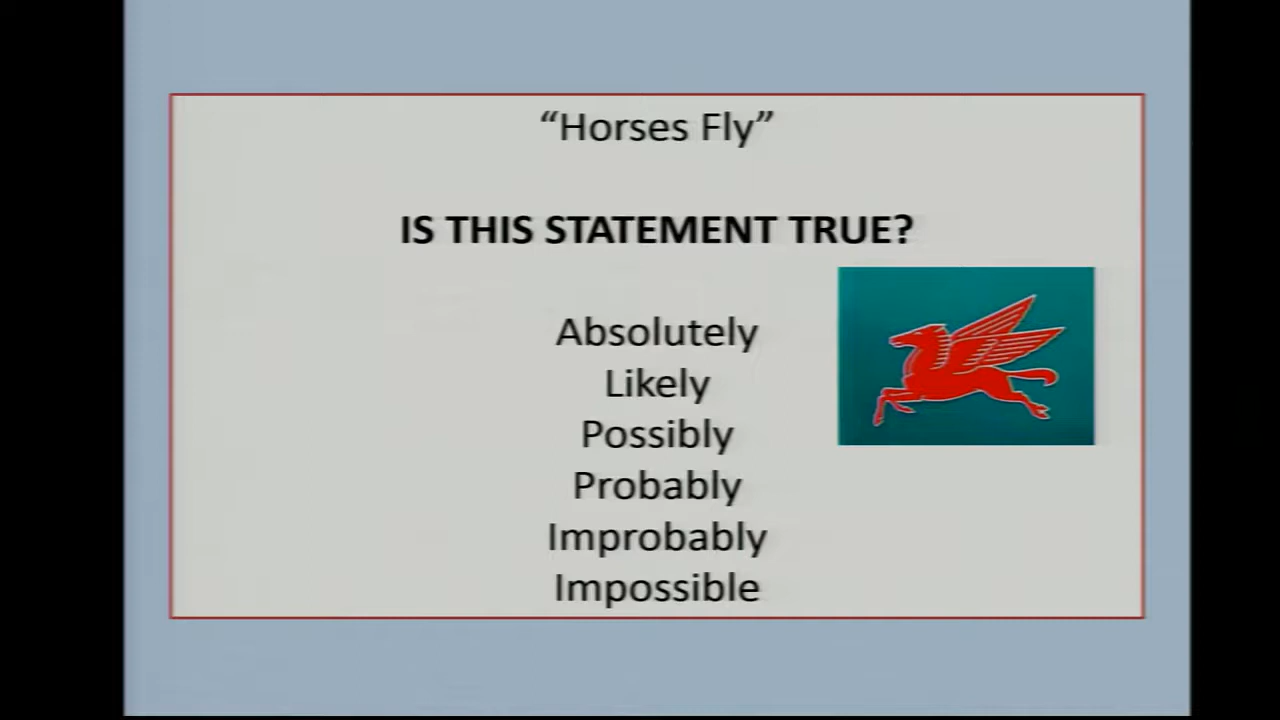 “Horses Fly”
IS THIS STATEMENT TRUE?
Absolutely
Likely
Possibly
Probably
Improbably
Impossible